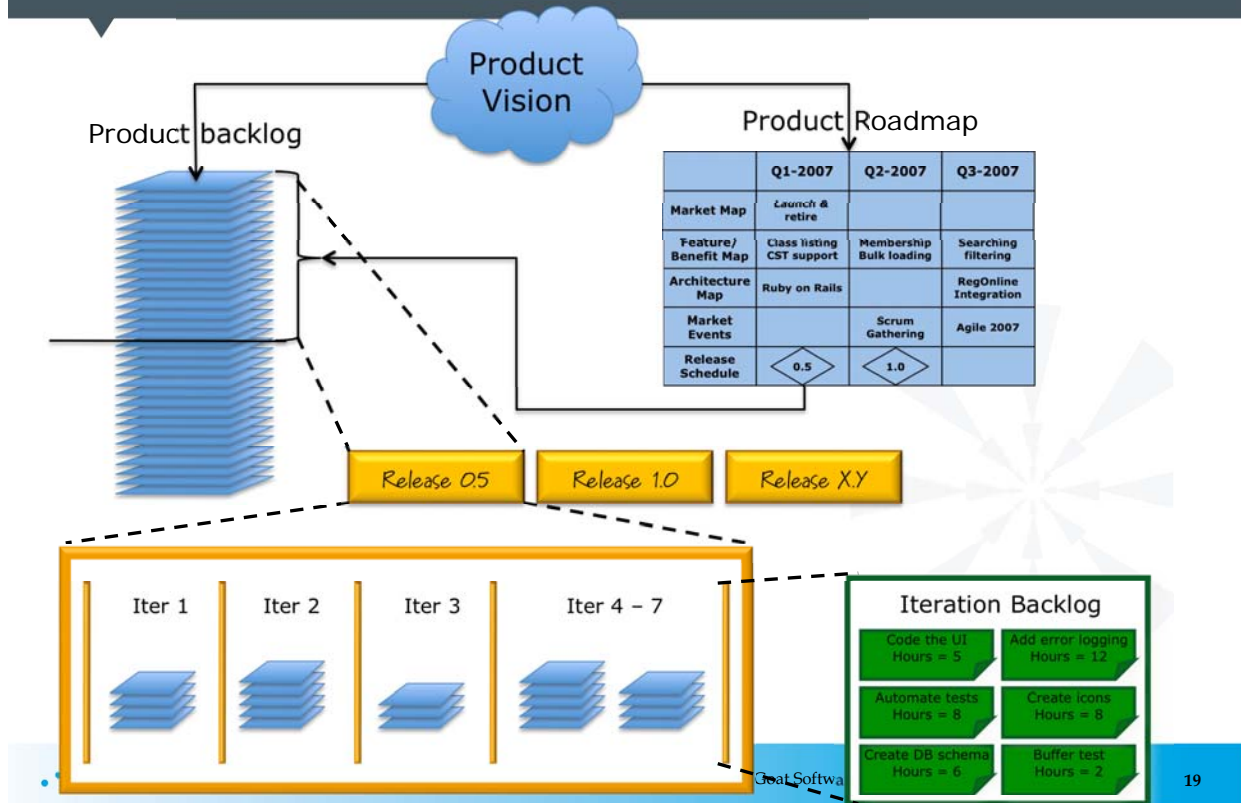 Product
Vision
Product backlog
Product Roadmap
Q1-2007 Q2-2007 Q3-2007
Market Map
Launch &
retire
Feature/
Benefit Map
Class listing
CST support
Membership
Bulk loading
Searching
filtering
Architecture
Map
Ruby on Rails
RegOnline
Integration
Market
Events
Scrum
Gathering
Agile 2007
Release
Schedule
0.5
1.0
Release 0.5
Release 1.0
Release X.Y
Iter 1
Iter 2
Iter 3
Iter 4 – 7
Iteration Backlog
Code the UI
Hours = 5
Add error logging
Hours = 12
Automate tests
Hours = 8
Create icons
Hours = 8
Create DB schema
Hours = 6
Buffer test
Hours = 2
Goat Softwa
19